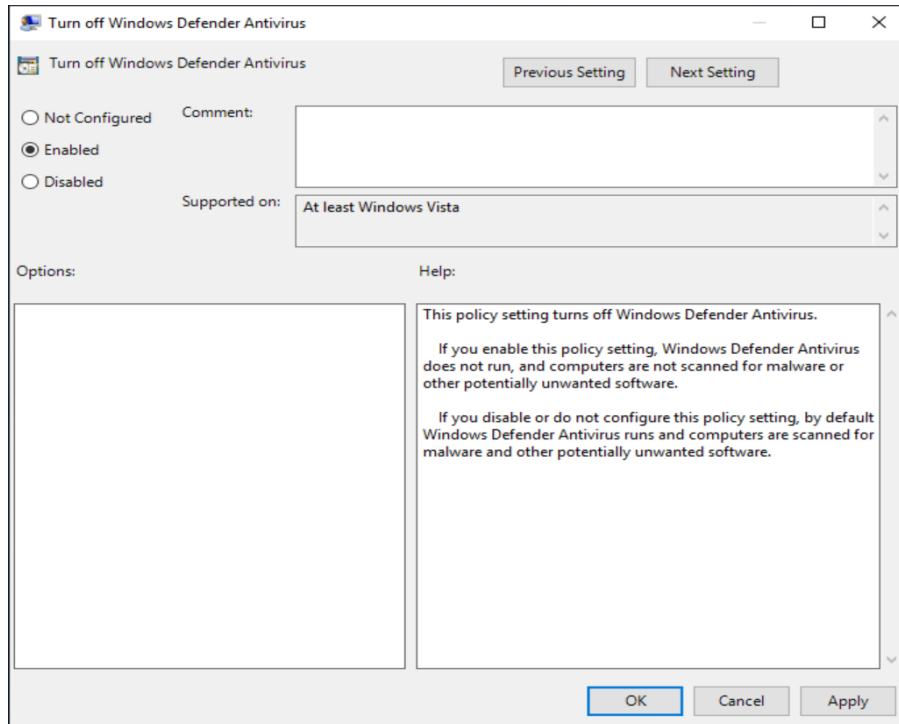 Turn off Windows Defender Antivirus
Turn off Windows Defender Antivirus
Previous Setting
Next Setting
Not Configured
Enabled
Disabled
Comment:
Supported on:
At least Windows Vista
Options:
Help:
This policy setting turns off Windows Defender Antivirus.
If you enable this policy setting, Windows Defender Antivirus
does not run, and computers are not scanned for malware or
other potentially unwanted software.
If you disable or do not configure this policy setting, by default
Windows Defender Antivirus runs and computers are scanned for
malware and other potentially unwanted software.
OK
Cancel
Apply